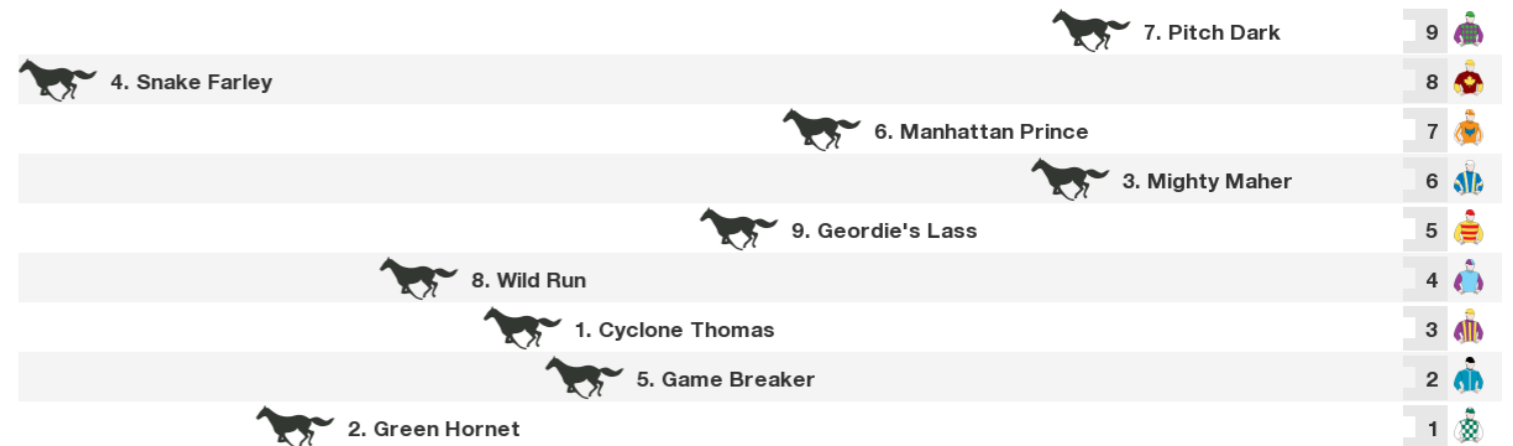 7. Pitch Dark 9
4. Snake Farley 8
6. Manhattan Prince 7
3. Mighty Maher 6
9. Geordie's Lass 5
8. Wild Run 4
1. Cyclone Thomas 3
5. Game Breaker 2
2. Green Hornet 1